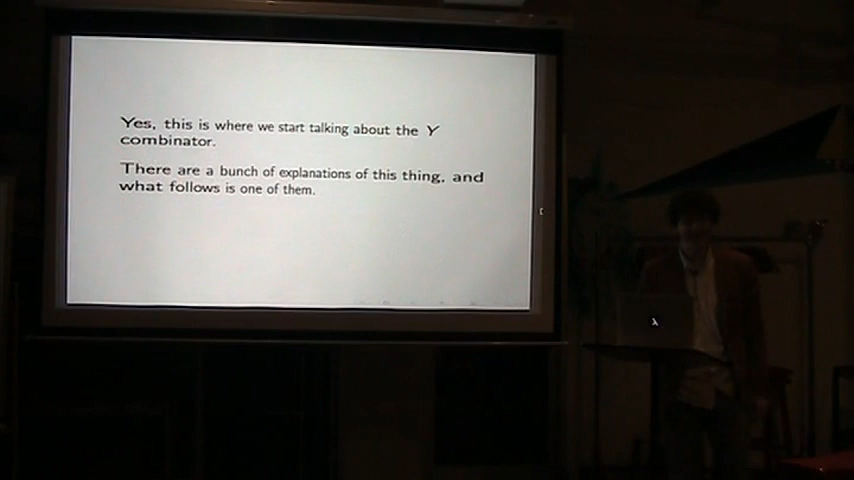 Yes, this is where we start talking about the Y
combinator.
There are a bunch of explanations of this thing, and
what follows is one of them.
λ